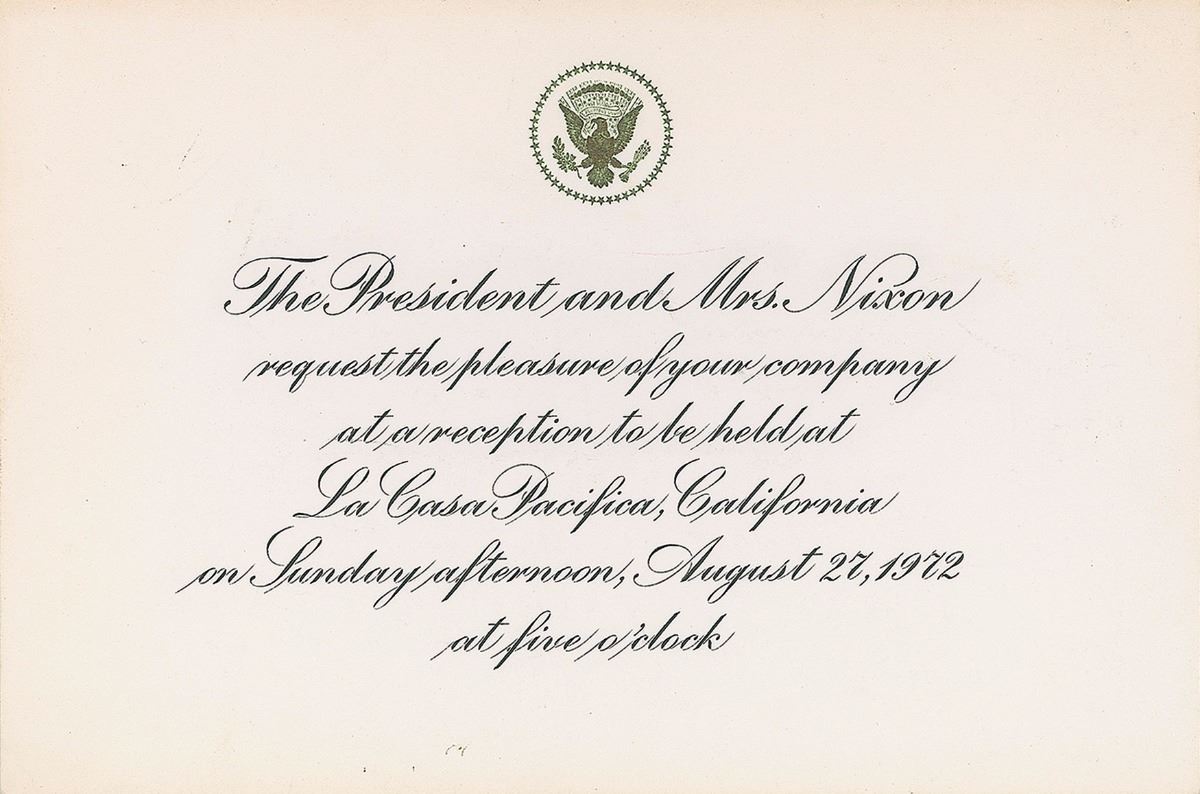 The President and Mrs. Nixon
request the pleasure of your company
at a reception to be held at
La Casa Pacifica, California
on Sunday afternoon, August 27, 1972
at five o'clock